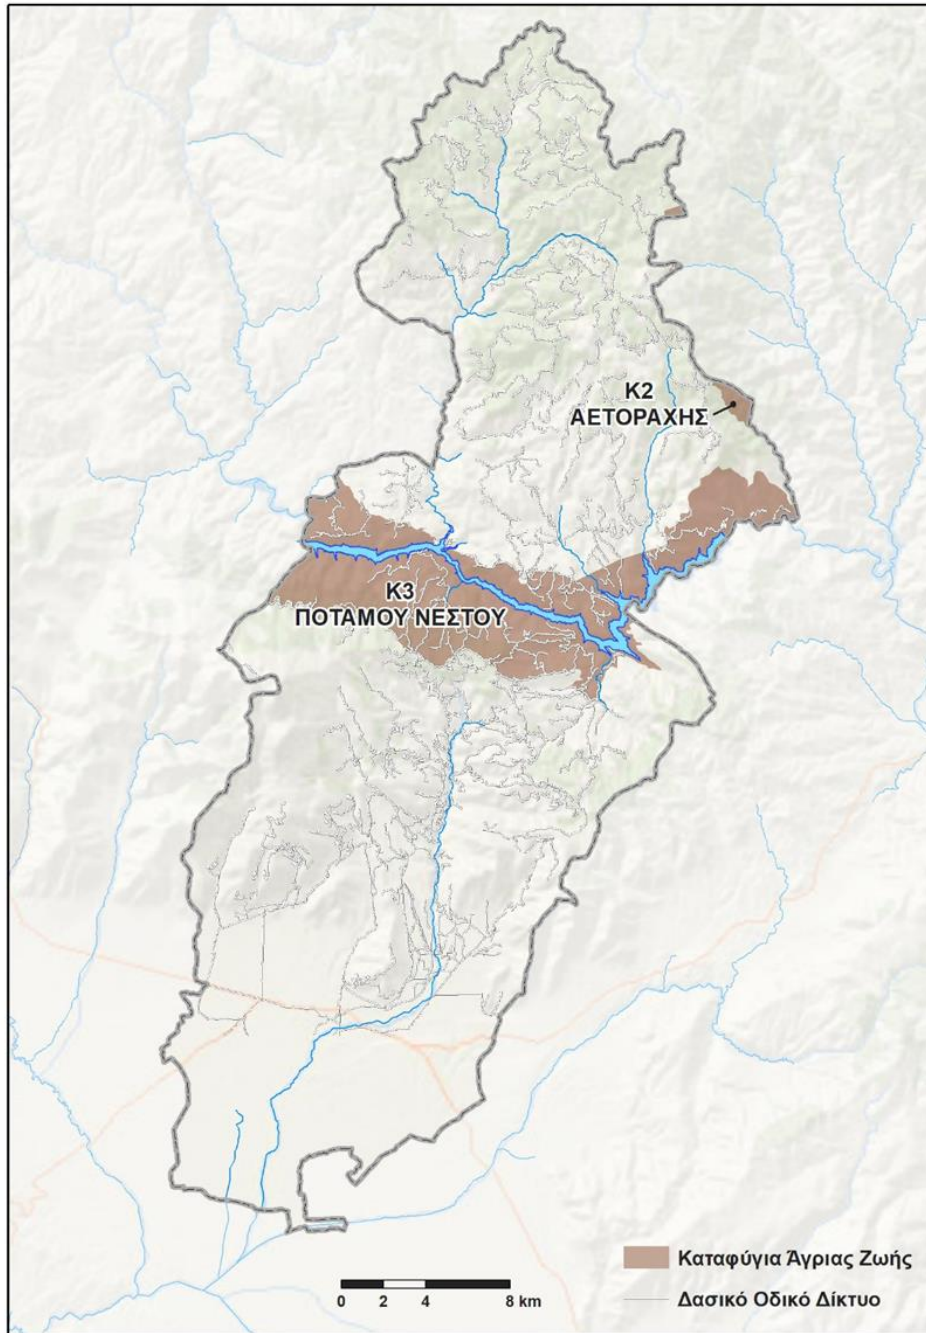 Κ2
ΑΕΤΟΡΑΧΗΣ
Κ3
ΠΟΤΑΜΟΥ ΝΕΣΤΟΥ
Καταφύγια Άγριας Ζωής
Δασικό Οδικό Δίκτυο
0 2 4 8 km